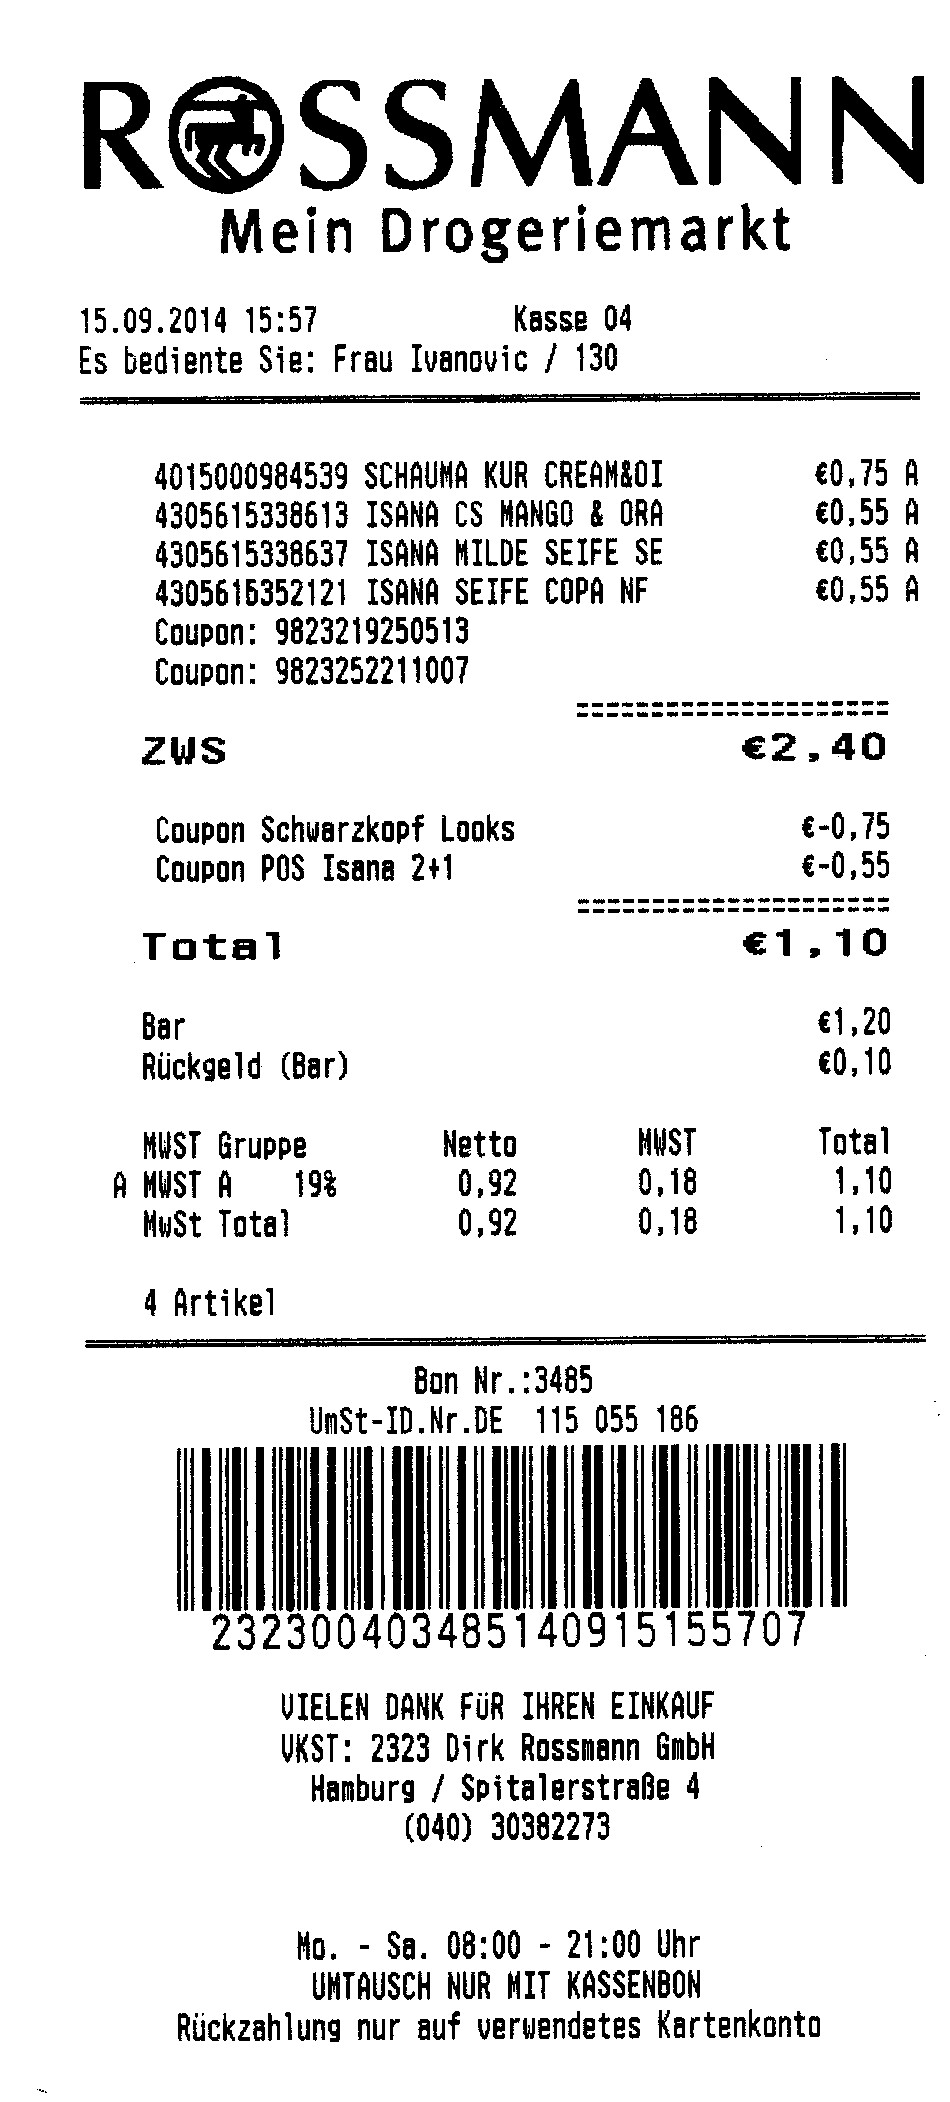 ROSSMANN
Mein Drogeriemarkt
15.09.2014 15:57 Kasse 04
Es bediente Sie: Frau Ivanovic / 130
4015000984539 SCHAUMA KUR CREAM&OI €0,75 A
4305615338613 ISANA CS MANGO & ORA €0,55 A
4305615338637 ISANA MILDE SEIFE SE €0,55 A
4305615352121 ISANA SEIFE COPA NF €0,55 A
Coupon: 9823219250513
Coupon: 9823252211007
=====================
ZWS €2,40
Coupon Schwarzkopf Looks €-0,75
Coupon POS Isana 2+1 €-0,55
=====================
Total €1,10
Bar €1,20
Rückgeld (Bar) €0,10
MWST Gruppe Netto MWST Total
A MWST A 19% 0,92 0,18 1,10
MwSt Total 0,92 0,18 1,10
4 Artikel
Bon Nr.:3485
UmSt-ID.Nr.DE 115 055 186
232300403485140915155707
VIELEN DANK FÜR IHREN EINKAUF
VKST: 2323 Dirk Rossmann GmbH
Hamburg / Spitalerstraße 4
(040) 30382273
Mo. - Sa. 08:00 - 21:00 Uhr
UMTAUSCH NUR MIT KASSENBON
Rückzahlung nur auf verwendetes Kartenkonto